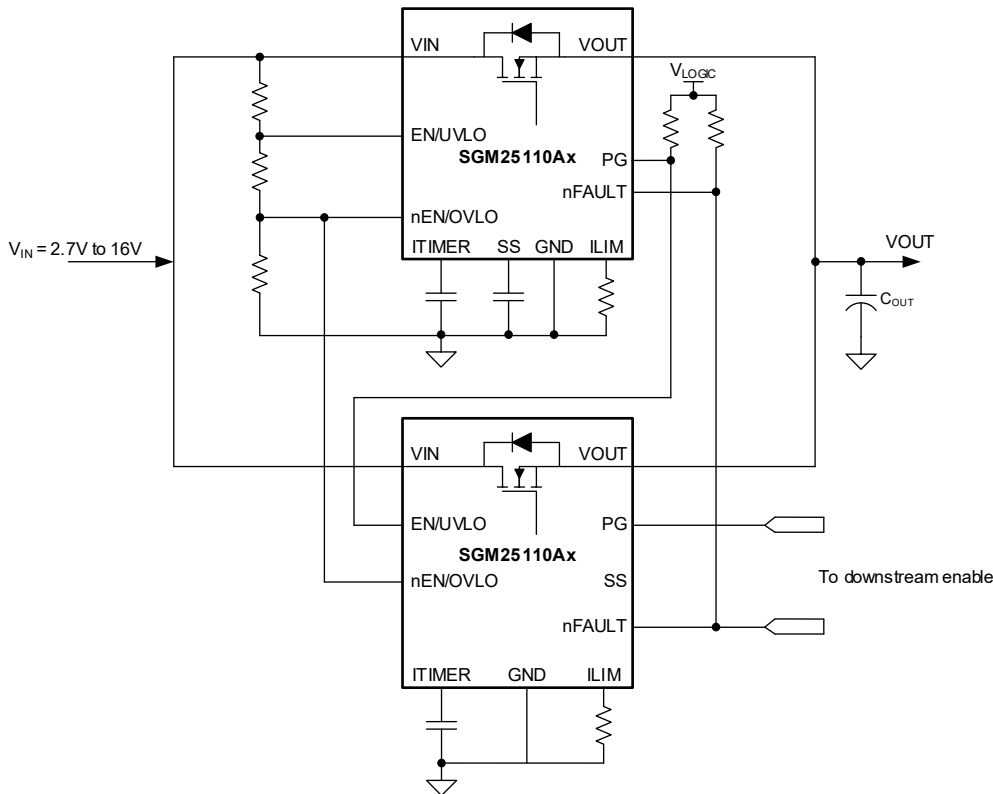 VIN
VOUT
VLOGIC
EN/UVLO
SGM25110Ax
PG
nFAULT
nEN/OVLO
VIN = 2.7V to 16V
ITIMER
SS
GND
ILIM
VOUT
COUT
VIN
VOUT
EN/UVLO
PG
SGM25110Ax
nEN/OVLO
SS
To downstream enable
nFAULT
ITIMER
GND
ILIM